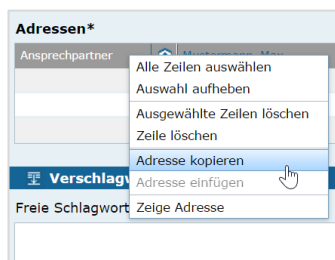 Adressen*
Ansprechpartner
Alle Zeilen auswählen
Auswahl aufheben
Ausgewählte Zeilen löschen
Zeile löschen
Adresse kopieren
Adresse einfügen
Zeige Adresse
Freie Schlagwort